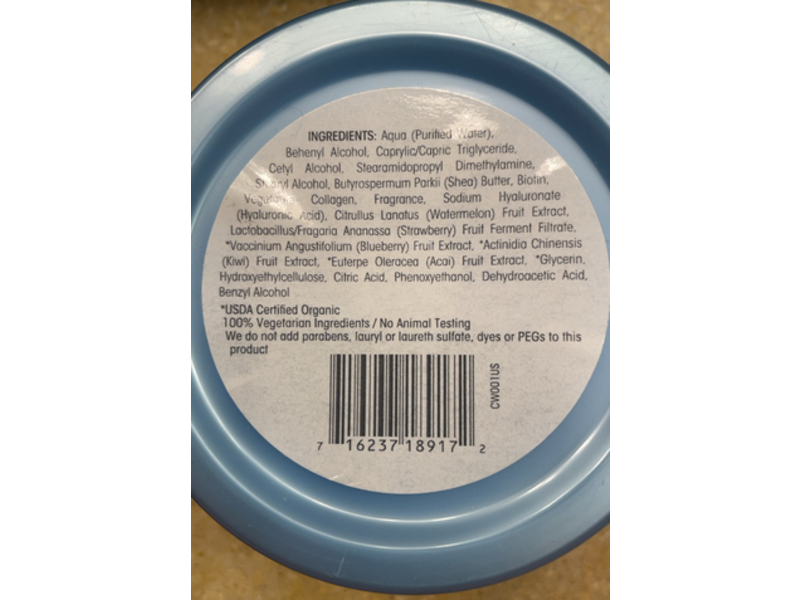 INGREDIENTS: Aqua (Purified Water),
Behenyl Alcohol, Caprylic/Capric Triglyceride,
Cetyl Alcohol, Stearamidopropyl Dimethylamine,
Alcohol, Butyrospermum Parkii (Shea) Butter, Biotin,
Collagen, Fragrance, Sodium Hyaluronate
(Hyaluronic Acid), Citrullus Lanatus (Watermelon) Fruit Extract,
Lactobacillus/Fragaria Ananassa (Strawberry) Fruit Ferment Filtrate,
*Vaccinium Angustifolium (Blueberry) Fruit Extract, *Actinidia Chinensis
(Kiwi) Fruit Extract, *Euterpe Oleracea (Acai) Fruit Extract, *Glycerin,
Hydroxyethylcellulose, Citric Acid, Phenoxyethanol, Dehydroacetic Acid,
Benzyl Alcohol
*USDA Certified Organic
100% Vegetarian Ingredients / No Animal Testing
We do not add parabens, lauryl or laureth sulfate, dyes or PEGs to this
product
CW001US
7 16237 18917 2